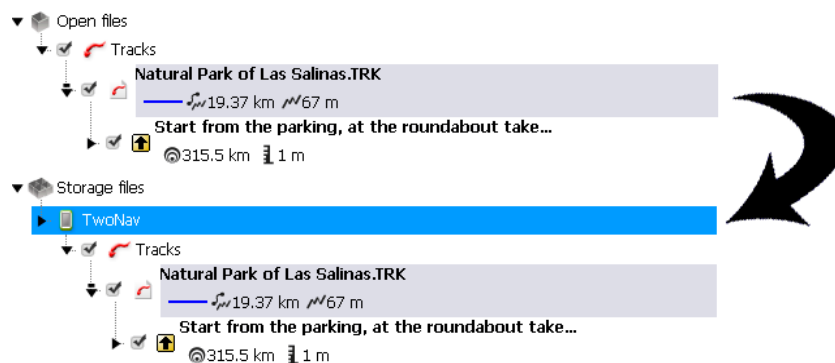 Open files
Tracks
Natural Park of Las Salinas.TRK
19.37 km 67 m
Start from the parking, at the roundabout take...
315.5 km 1 m
Storage files
TwoNav
Tracks
Natural Park of Las Salinas.TRK
19.37 km 67 m
Start from the parking, at the roundabout take...
315.5 km 1 m